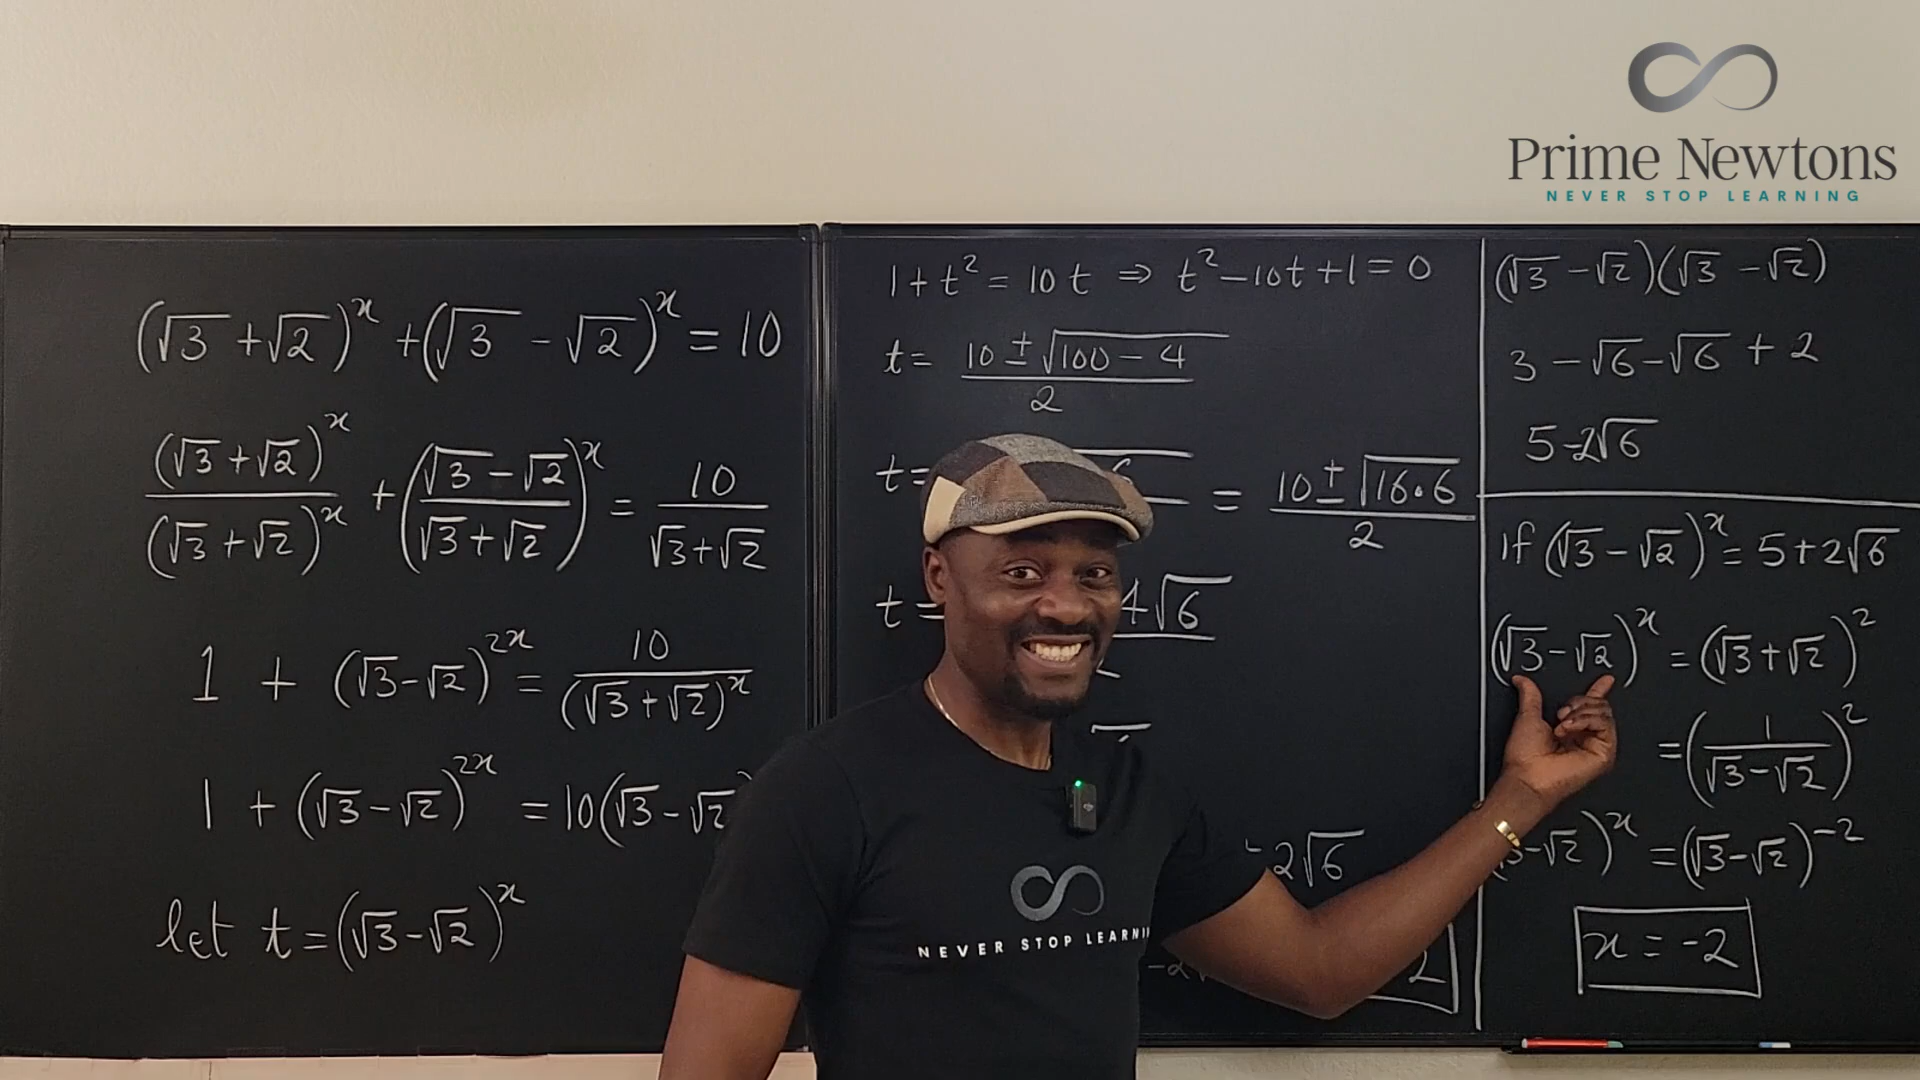 Prime Newtons
NEVER STOP LEARNING
(√3 + √2)^x + (√3 - √2)^x = 10
(√3 + √2)^x / (√3 + √2)^x + ((√3 - √2) / (√3 + √2))^x = 10 / (√3 + √2)
1 + (√3 - √2)^2x = 10 / (√3 + √2)^x
1 + (√3 - √2)^2x = 10(√3 - √2
let t = (√3 - √2)^x
1 + t² = 10t ⇒ t² - 10t + 1 = 0
t = (10 ± √(100 - 4)) / 2
t = = (10 ± √(16·6)) / 2
t = 4√6
2√6
2
(√3 - √2)(√3 - √2)
3 - √6 - √6 + 2
5 - 2√6
if (√3 - √2)^x = 5 + 2√6
(√3 - √2)^x = (√3 + √2)²
= (1 / (√3 - √2))²
- √2)^x = (√3 - √2)^-2
x = -2
NEVER STOP LEARNI